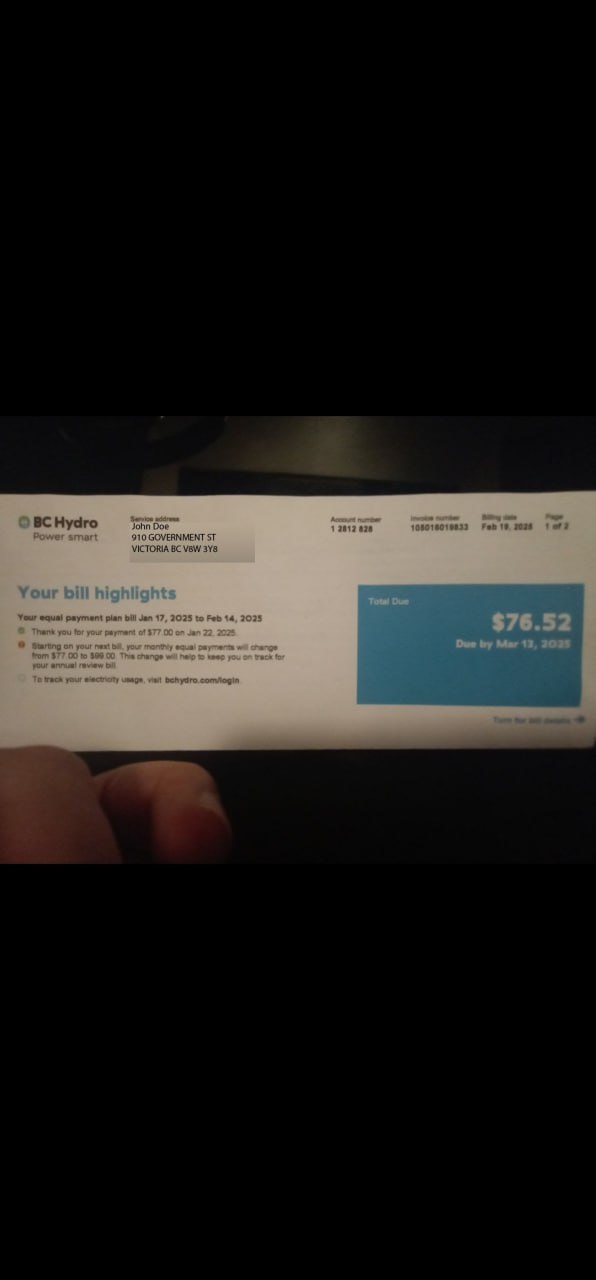 BC Hydro
Power smart
Service address
John Doe
910 GOVERNMENT ST
VICTORIA BC V8W 3Y8
Account number
1 2812 828
Invoice number
105018019833
Billing date
Feb 19, 2025
Page
1 of 2
Your bill highlights
Your equal payment plan bill Jan 17, 2025 to Feb 14, 2025
Thank you for your payment of $77.00 on Jan 22, 2025.
Starting on your next bill, your monthly equal payments will change
from $77.00 to $99.00. This change will help to keep you on track for
your annual review bill.
To track your electricity usage, visit bchydro.com/login.
Total Due
$76.52
Due by Mar 13, 2025
Turn for bill details